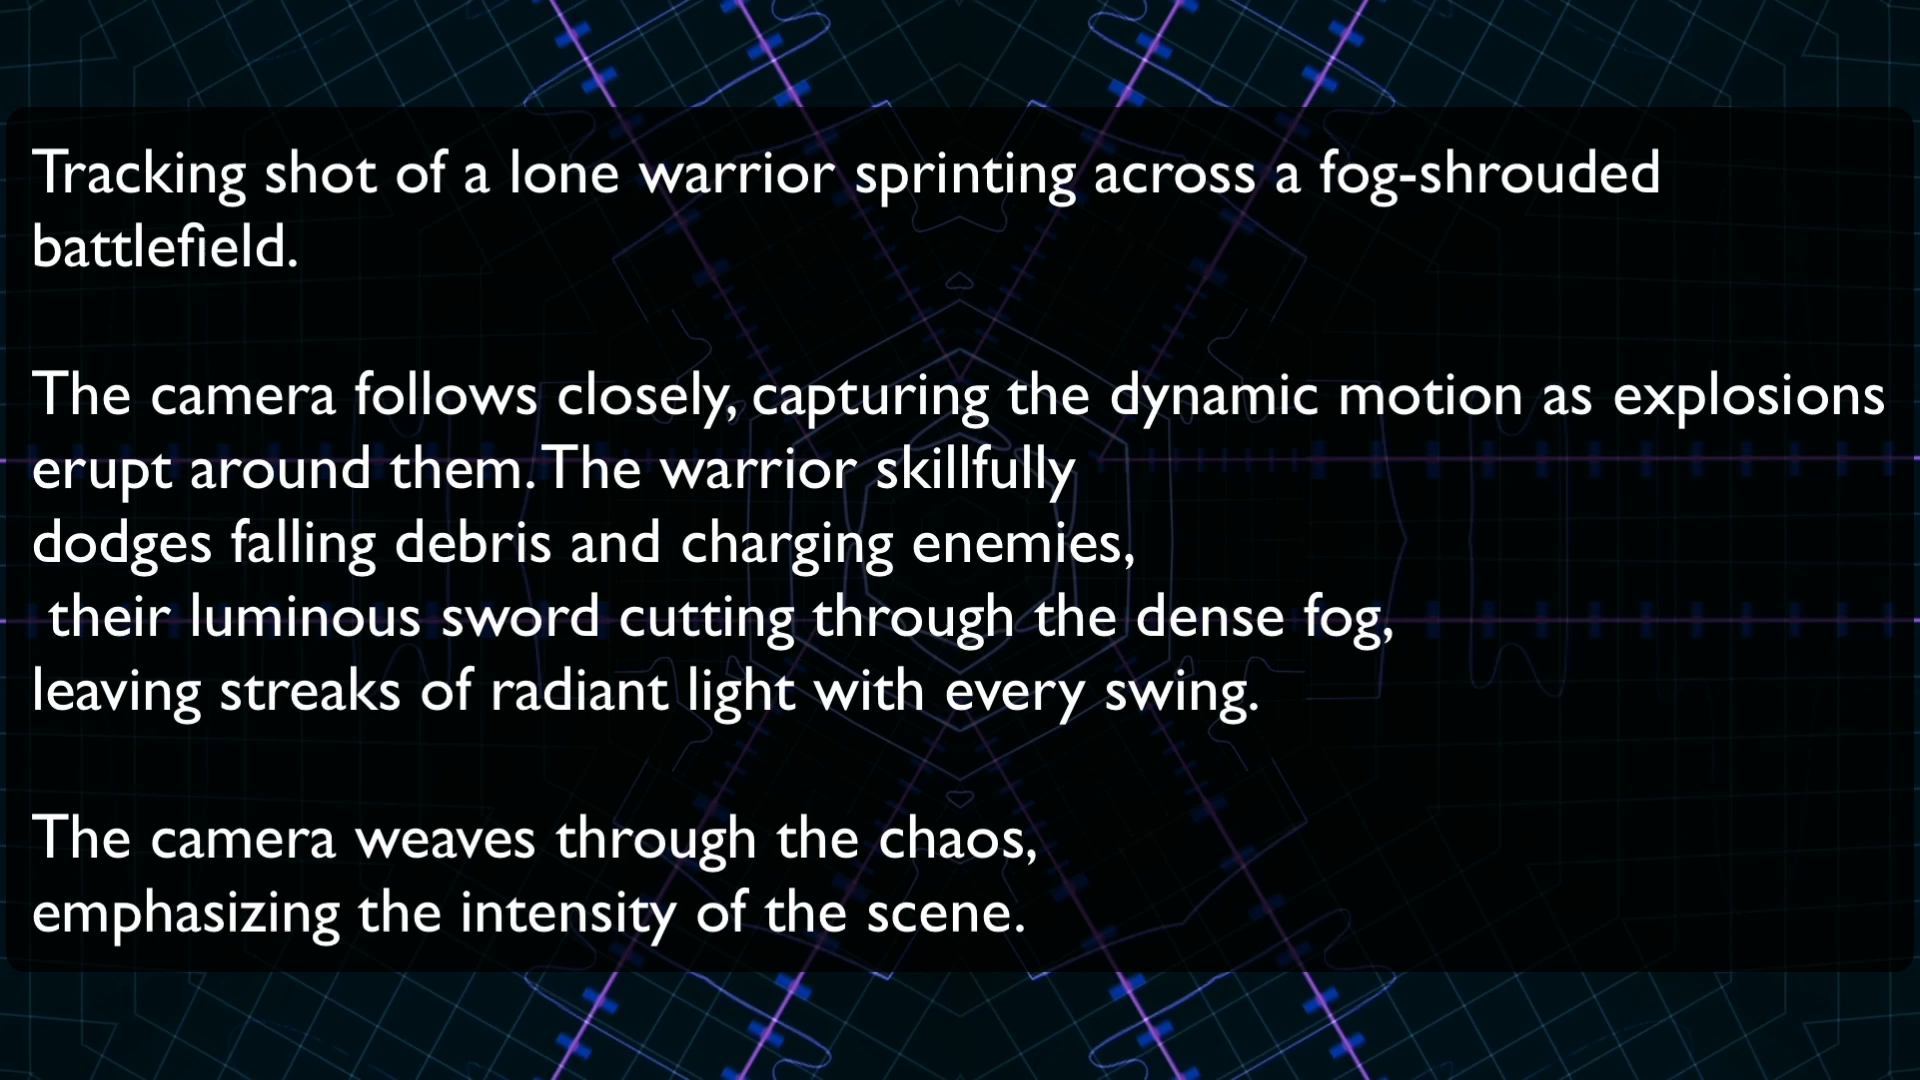 Tracking shot of a lone warrior sprinting across a fog-shrouded
battlefield.
The camera follows closely, capturing the dynamic motion as explosions
erupt around them. The warrior skillfully
dodges falling debris and charging enemies,
their luminous sword cutting through the dense fog,
leaving streaks of radiant light with every swing.
The camera weaves through the chaos,
emphasizing the intensity of the scene.